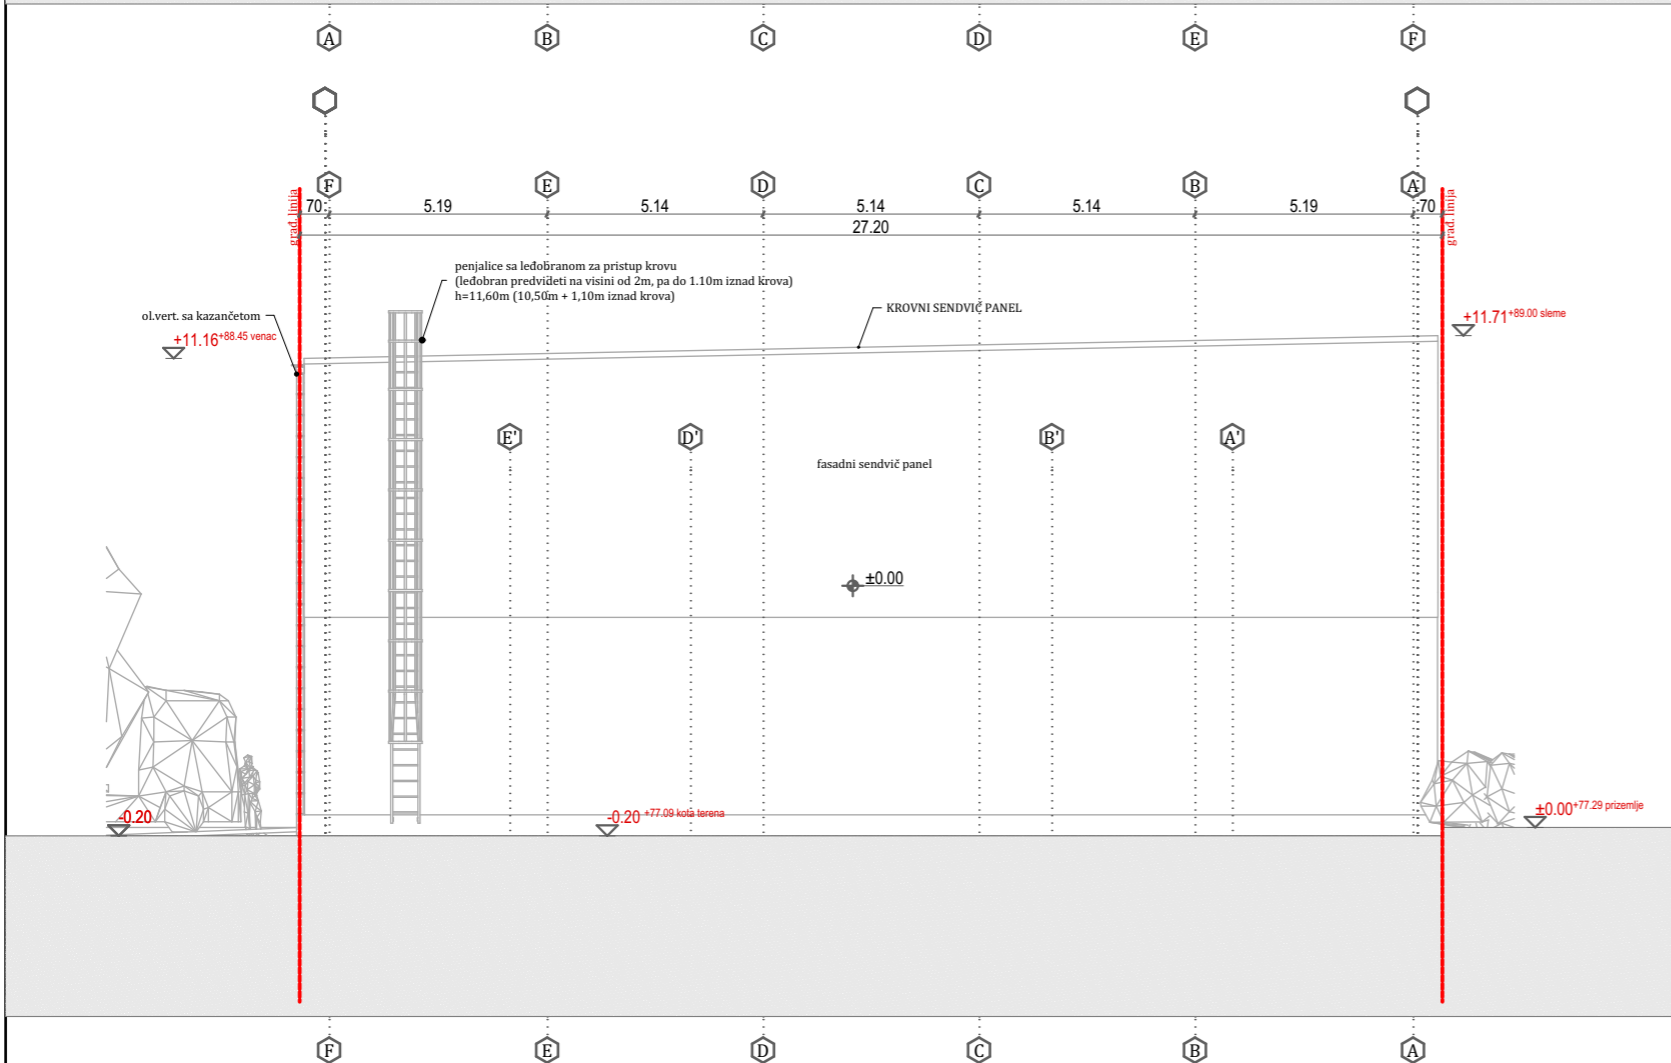 A B C D E F
F E D C B A
grad. linija
grad. linija
70 5.19 5.14 5.14 5.14 5.19 70
27.20
penjalice sa leđobranom za pristup krovu
(leđobran predvideti na visini od 2m, pa do 1.10m iznad krova)
h=11,60m (10,50m + 1,10m iznad krova)
KROVNI SENDVIČ PANEL
ol.vert. sa kazančetom
+11.16 +88.45 venac
+11.71 +89.00 sleme
E' D' B' A'
fasadni sendvič panel
±0.00
-0.20
-0.20 +77.09 kota terena
±0.00 +77.29 prizemlje
F E D C B A